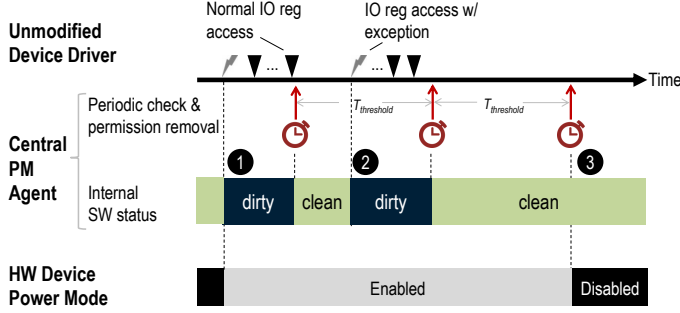 Normal IO reg
access
IO reg access w/
exception
Unmodified
Device Driver
...
...
Time
Periodic check &
permission removal
T threshold
T threshold
Central
PM
Agent
1
2
3
Internal
SW status
dirty
clean
dirty
clean
HW Device
Power Mode
Enabled
Disabled